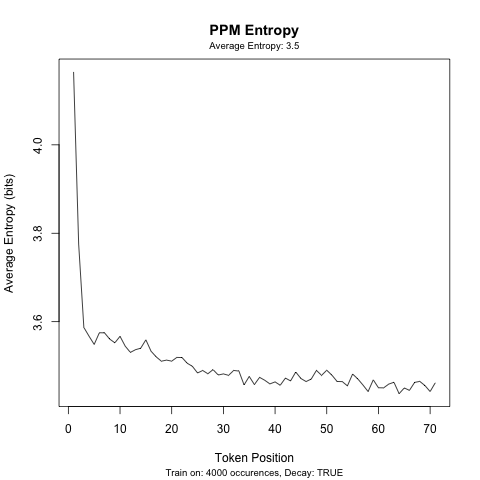 PPM Entropy
Average Entropy: 3.5
Average Entropy (bits)
4.0
3.8
3.6
0 10 20 30 40 50 60 70
Token Position
Train on: 4000 occurences, Decay: TRUE